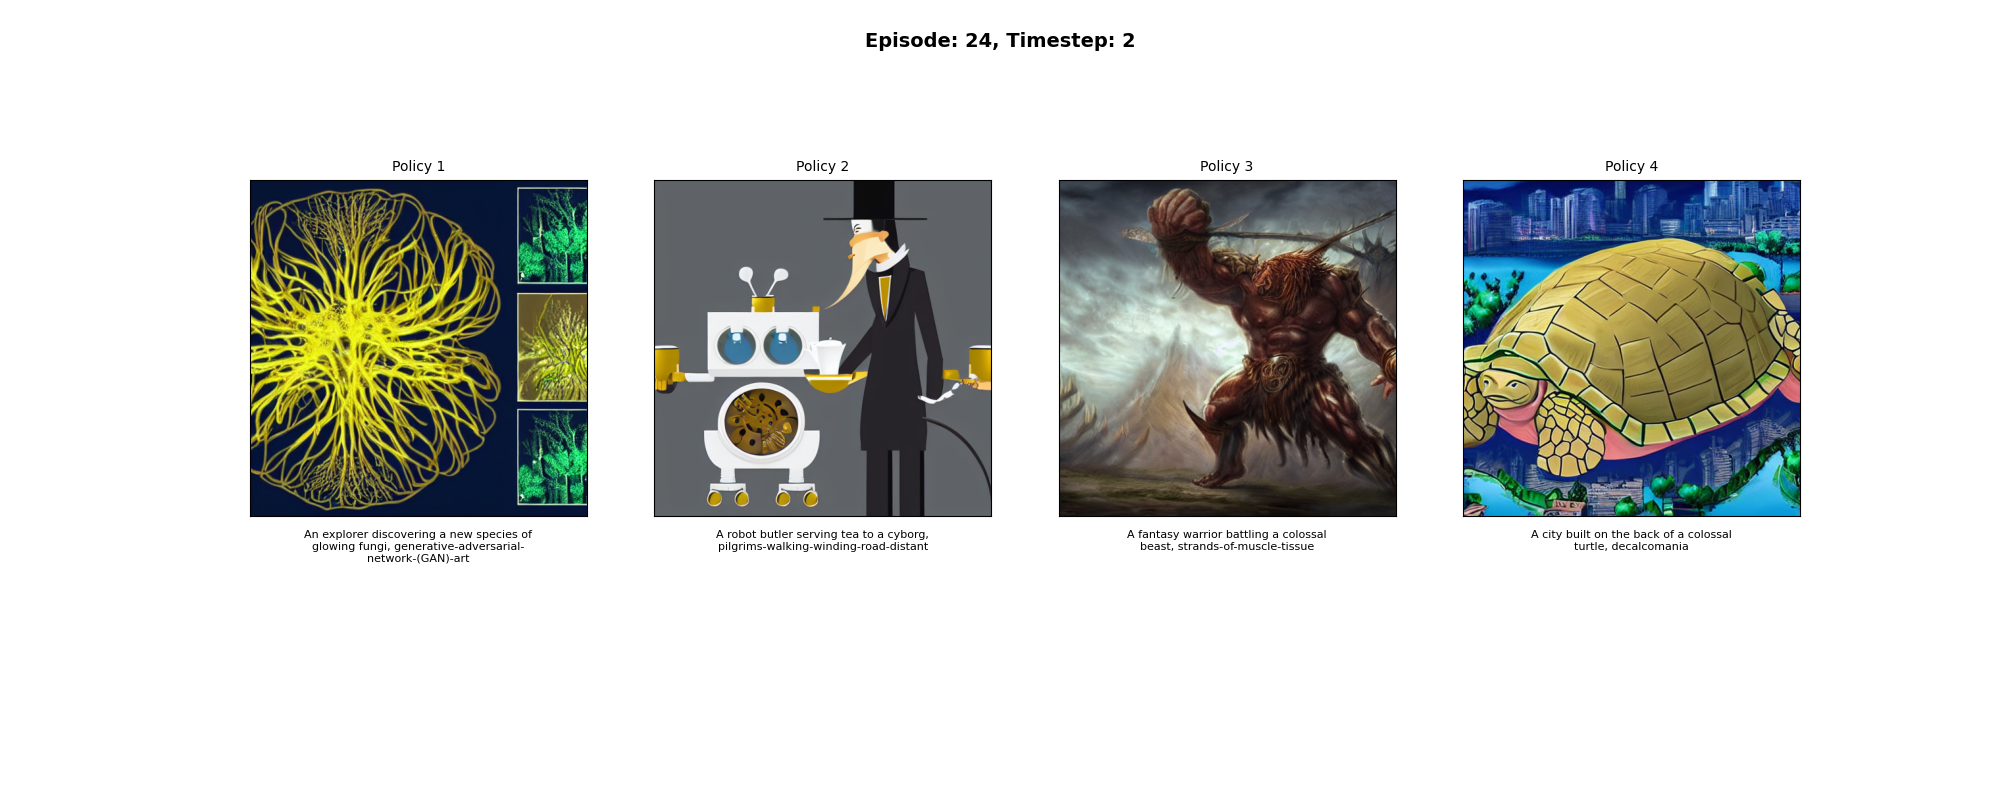 Episode: 24, Timestep: 2
Policy 1
Policy 2
Policy 3
Policy 4
An explorer discovering a new species of
glowing fungi, generative-adversarial-
network-(GAN)-art
A robot butler serving tea to a cyborg,
pilgrims-walking-winding-road-distant
A fantasy warrior battling a colossal
beast, strands-of-muscle-tissue
A city built on the back of a colossal
turtle, decalcomania